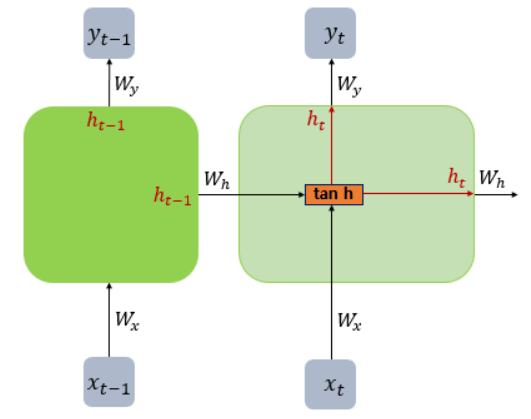 y_{t-1} y_t
W_y W_y
h_{t-1} h_t
h_{t-1} W_h tan h h_t W_h
W_x W_x
x_{t-1} x_t